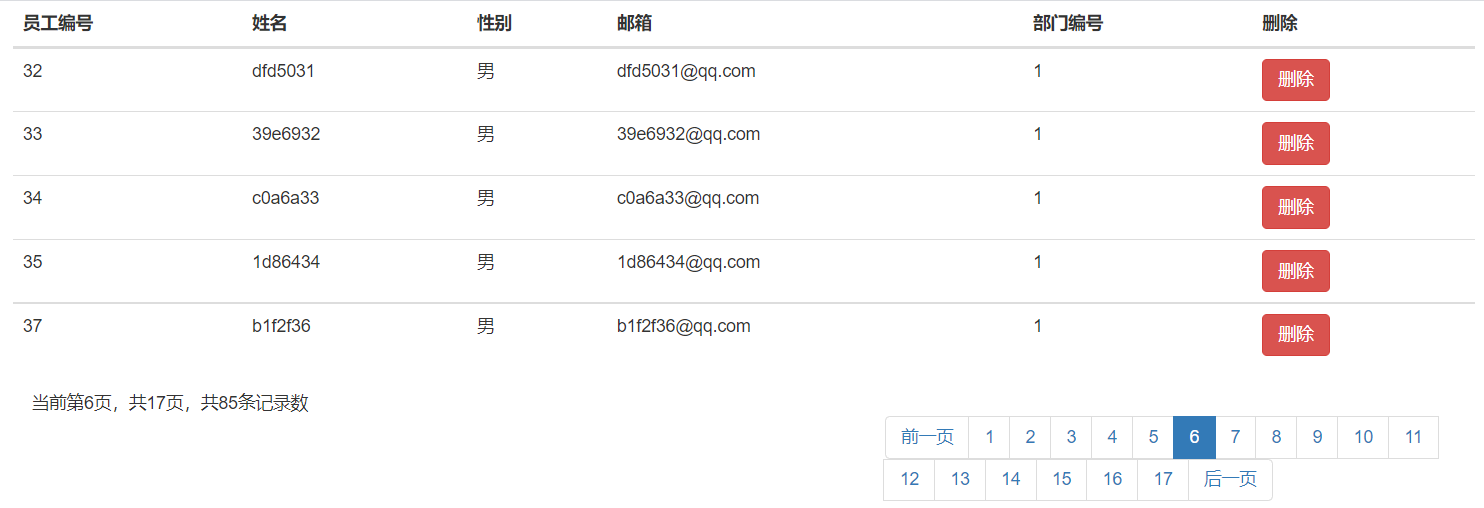 员工编号 姓名 性别 邮箱 部门编号 删除
32 dfd5031 男 dfd5031@qq.com 1 删除
33 39e6932 男 39e6932@qq.com 1 删除
34 c0a6a33 男 c0a6a33@qq.com 1 删除
35 1d86434 男 1d86434@qq.com 1 删除
37 b1f2f36 男 b1f2f36@qq.com 1 删除
当前第6页，共17页，共85条记录数
前一页 1 2 3 4 5 6 7 8 9 10 11
12 13 14 15 16 17 后一页